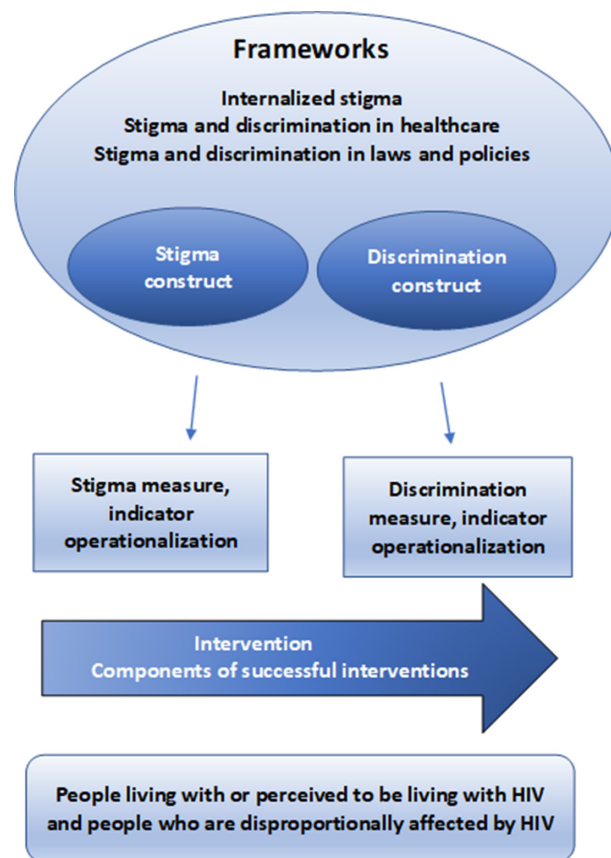 Frameworks
Internalized stigma
Stigma and discrimination in healthcare
Stigma and discrimination in laws and policies
Stigma
construct
Discrimination
construct
Stigma measure,
indicator
operationalization
Discrimination
measure, indicator
operationalization
Intervention
Components of successful interventions
People living with or perceived to be living with HIV
and people who are disproportionally affected by HIV